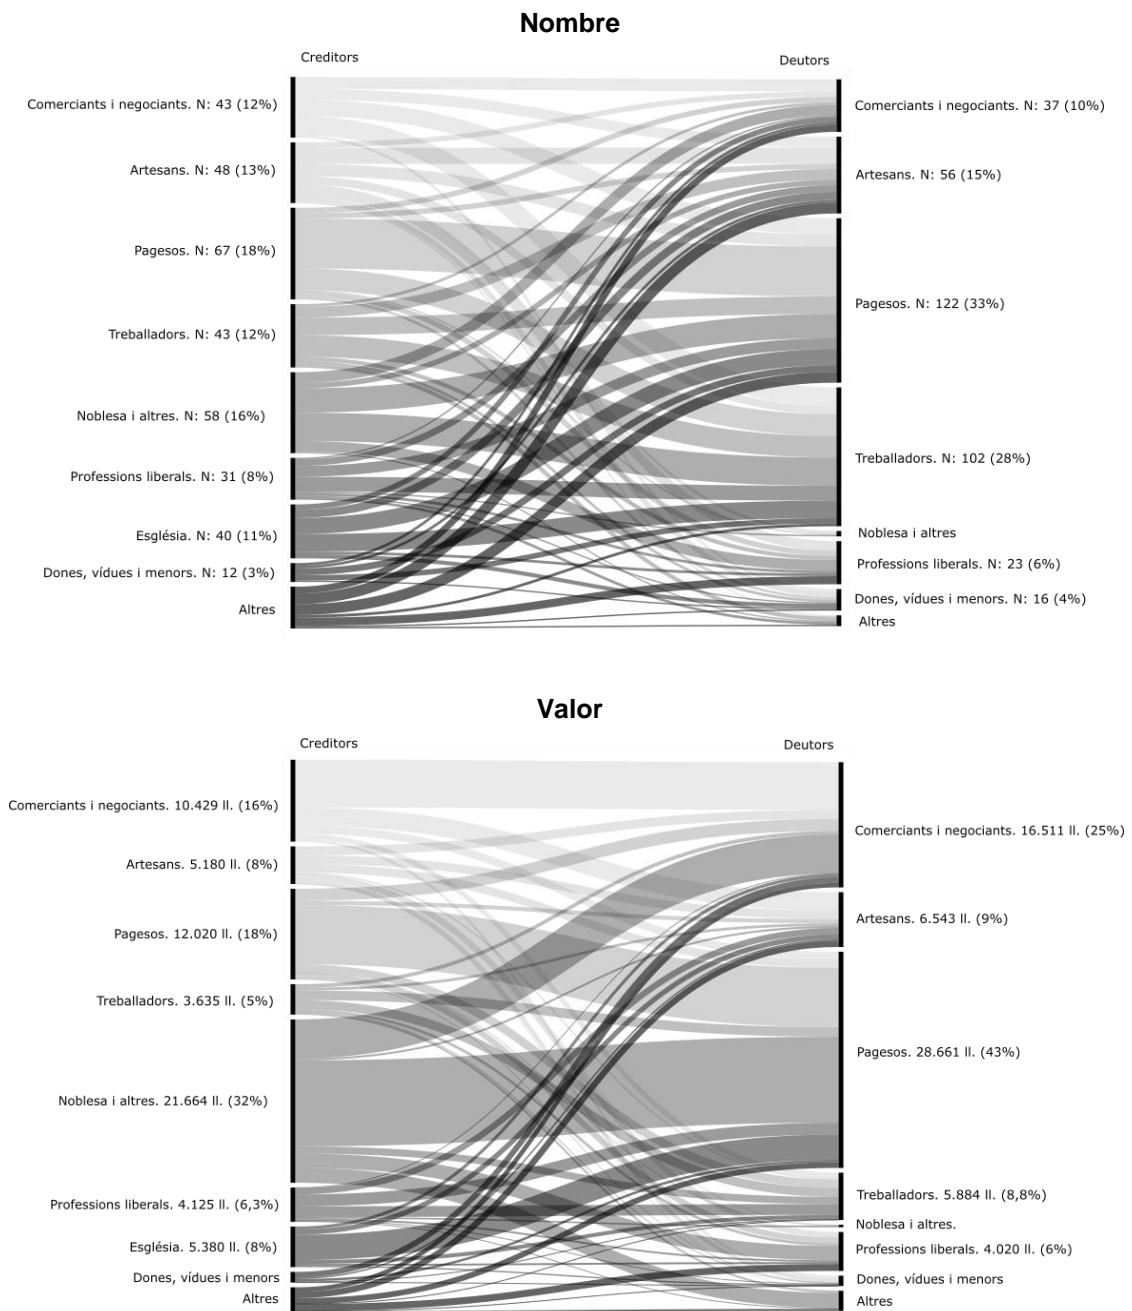 Nombre
Creditors
Deutors
Comerciants i negociants. N: 43 (12%)
Artesans. N: 48 (13%)
Pagesos. N: 67 (18%)
Treballadors. N: 43 (12%)
Noblesa i altres. N: 58 (16%)
Professions liberals. N: 31 (8%)
Església. N: 40 (11%)
Dones, vídues i menors. N: 12 (3%)
Altres
Comerciants i negociants. N: 37 (10%)
Artesans. N: 56 (15%)
Pagesos. N: 122 (33%)
Treballadors. N: 102 (28%)
Noblesa i altres
Professions liberals. N: 23 (6%)
Dones, vídues i menors. N: 16 (4%)
Altres
Valor
Creditors
Deutors
Comerciants i negociants. 10.429 ll. (16%)
Artesans. 5.180 ll. (8%)
Pagesos. 12.020 ll. (18%)
Treballadors. 3.635 ll. (5%)
Noblesa i altres. 21.664 ll. (32%)
Professions liberals. 4.125 ll. (6,3%)
Església. 5.380 ll. (8%)
Dones, vídues i menors
Altres
Comerciants i negociants. 16.511 ll. (25%)
Artesans. 6.543 ll. (9%)
Pagesos. 28.661 ll. (43%)
Treballadors. 5.884 ll. (8,8%)
Noblesa i altres.
Professions liberals. 4.020 ll. (6%)
Dones, vídues i menors
Altres